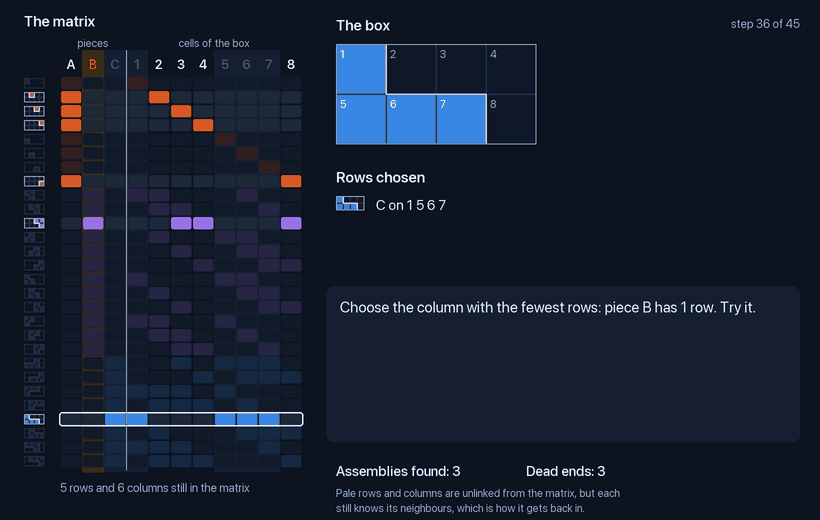 The matrix
The box
step 36 of 45
pieces
cells of the box
A B C 1 2 3 4 5 6 7 8
1 2 3 4
5 6 7 8
Rows chosen
C on 1 5 6 7
Choose the column with the fewest rows: piece B has 1 row. Try it.
Assemblies found: 3
Dead ends: 3
5 rows and 6 columns still in the matrix
Pale rows and columns are unlinked from the matrix, but each
still knows its neighbours, which is how it gets back in.